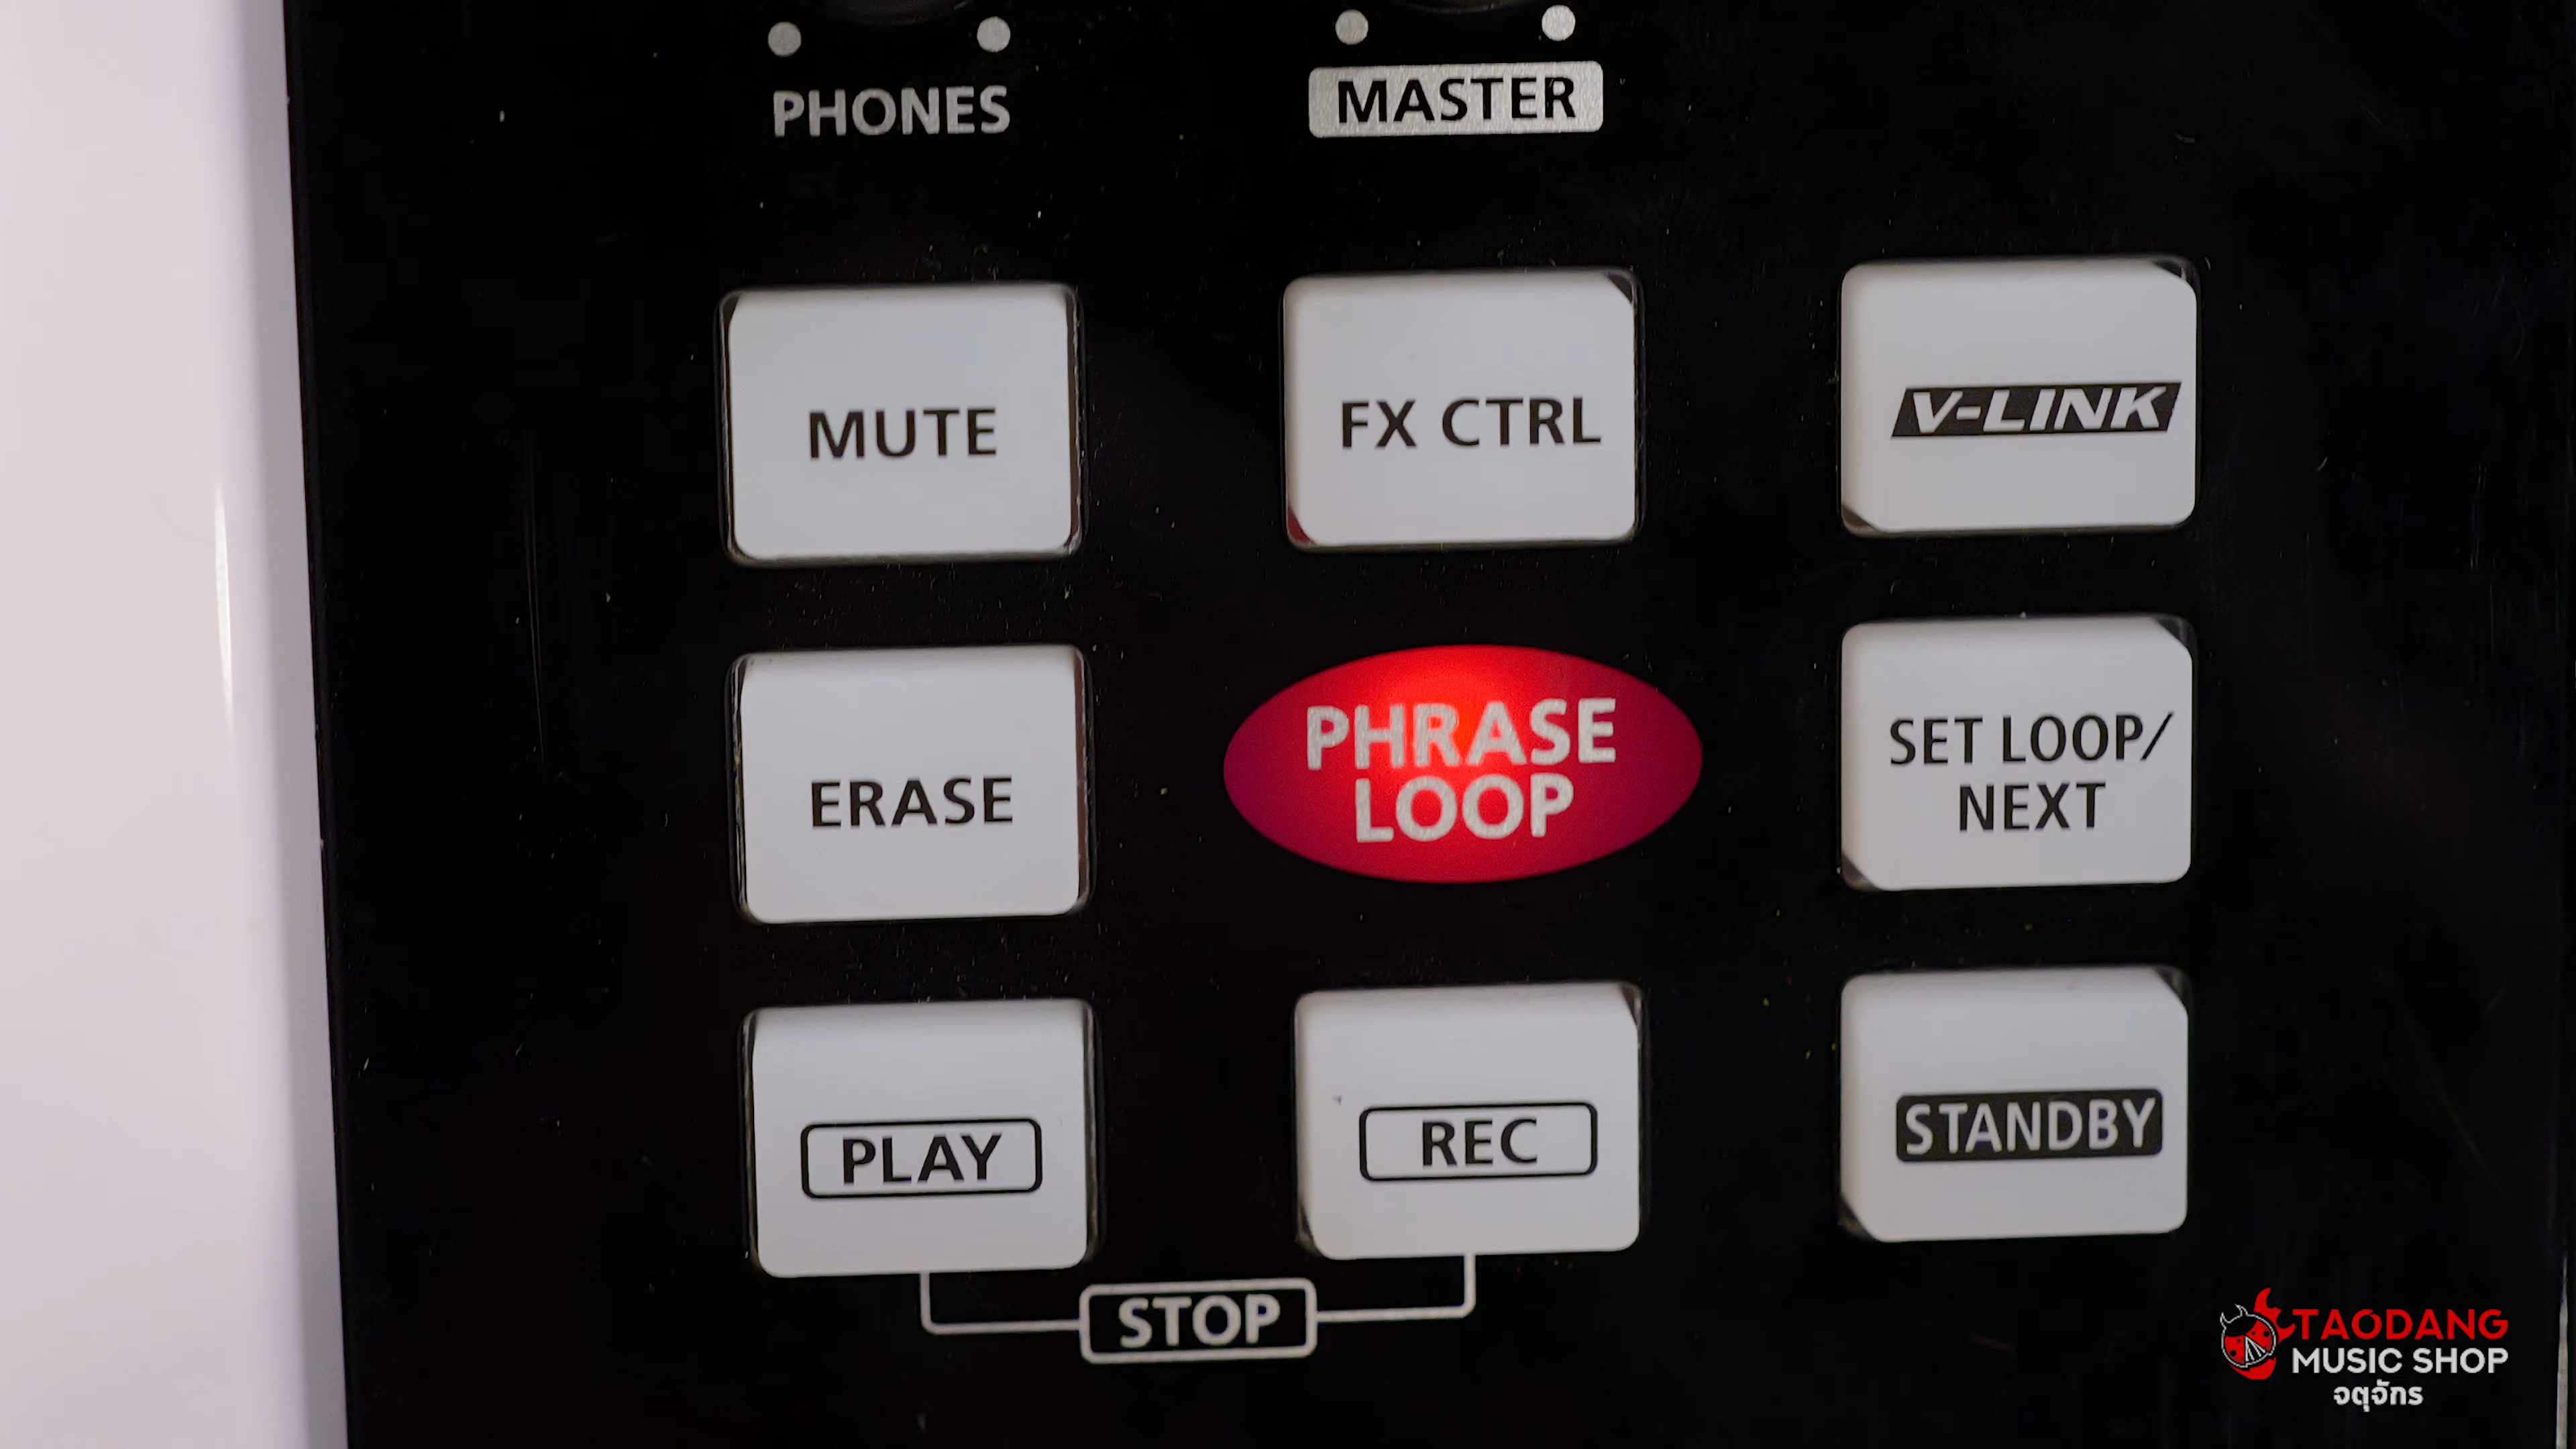 PHONES
MASTER
MUTE
FX CTRL
V-LINK
ERASE
PHRASE
LOOP
SET LOOP/
NEXT
PLAY
REC
STANDBY
STOP
TAODANG
MUSIC SHOP
จตุจักร